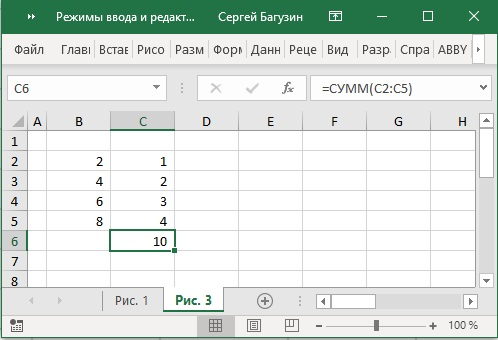 Режимы ввода и редакт... Сергей Багузин
Файл Главı Встав Рисо Разм Форм Данн Реце Вид Разра Спра ABBY
C6 fx =СУММ(C2:C5)
A B C D E F G H
1
2 2 1
3 4 2
4 6 3
5 8 4
6 10
7
8
Рис. 1 Рис. 3
100 %